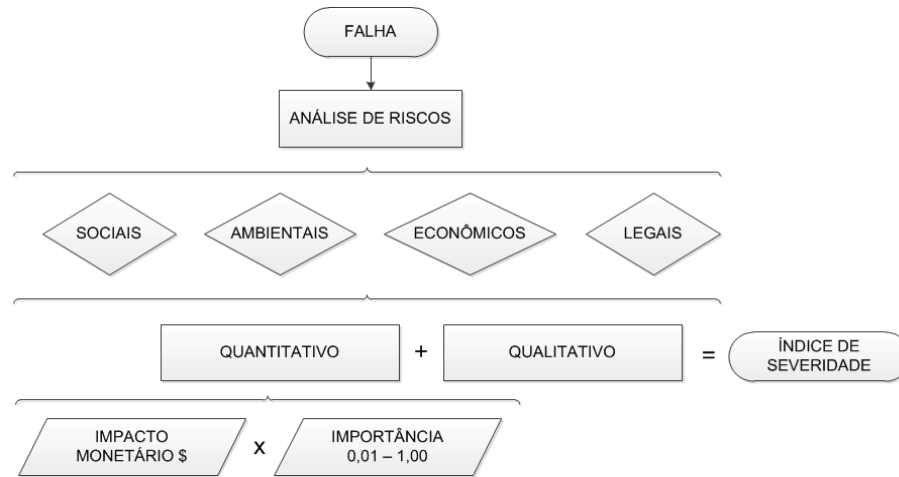 FALHA
ANÁLISE DE RISCOS
SOCIAIS
AMBIENTAIS
ECONÔMICOS
LEGAIS
QUANTITATIVO
+
QUALITATIVO
=
ÍNDICE DE
SEVERIDADE
IMPACTO
MONETÁRIO $
x
IMPORTÂNCIA
0,01 – 1,00